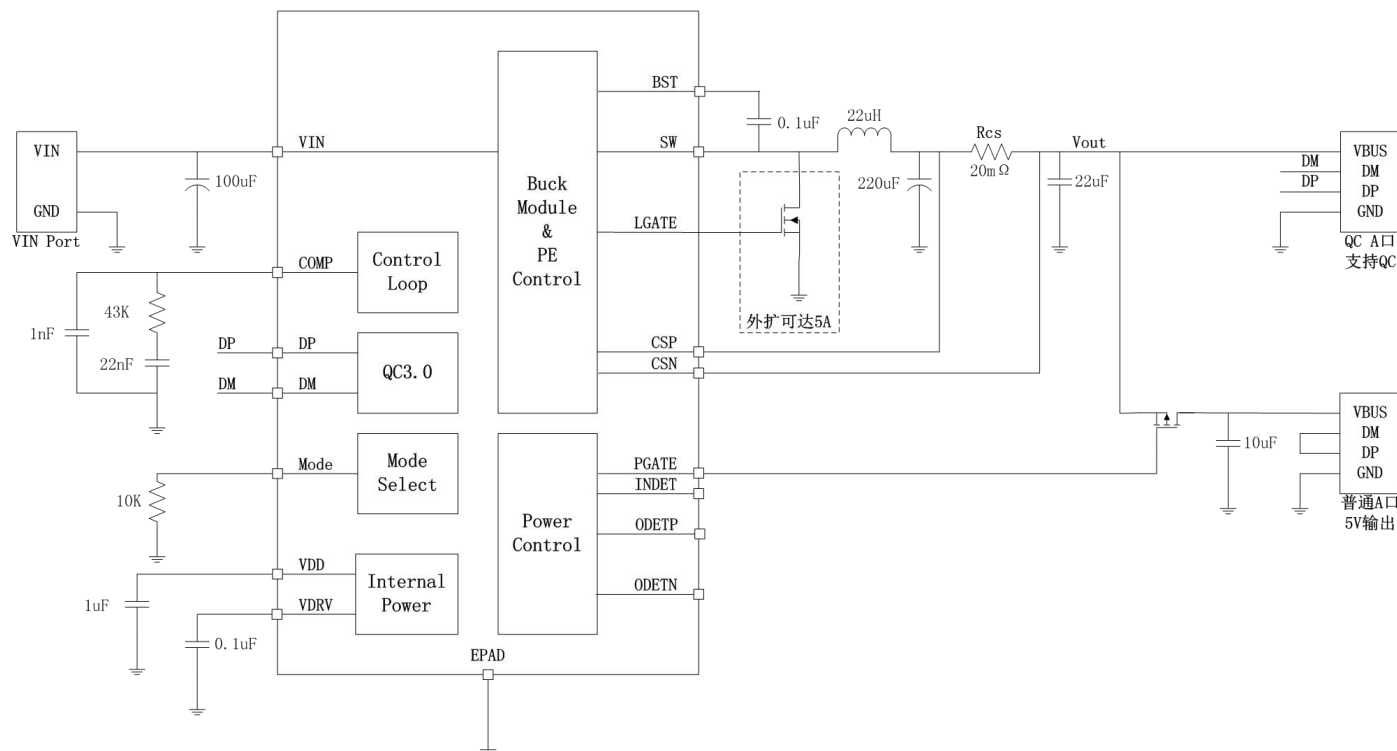 BST
0.1uF
22uH
Rcs
20mΩ
Vout
VIN
GND
VIN Port
VIN
100uF
SW
Buck
Module
&
PE
Control
LGATE
220uF
22uF
VBUS
DM
DP
GND
DM
DP
QC A口
支持QC
COMP
Control
Loop
43K
1nF
22nF
外扩可达5A
DP
DP
DM
DM
QC3.0
CSP
CSN
Mode
Mode
Select
10K
PGATE
INDET
ODETP
ODETN
Power
Control
10uF
VBUS
DM
DP
GND
普通A口
5V输出
VDD
VDRV
Internal
Power
1uF
0.1uF
EPAD